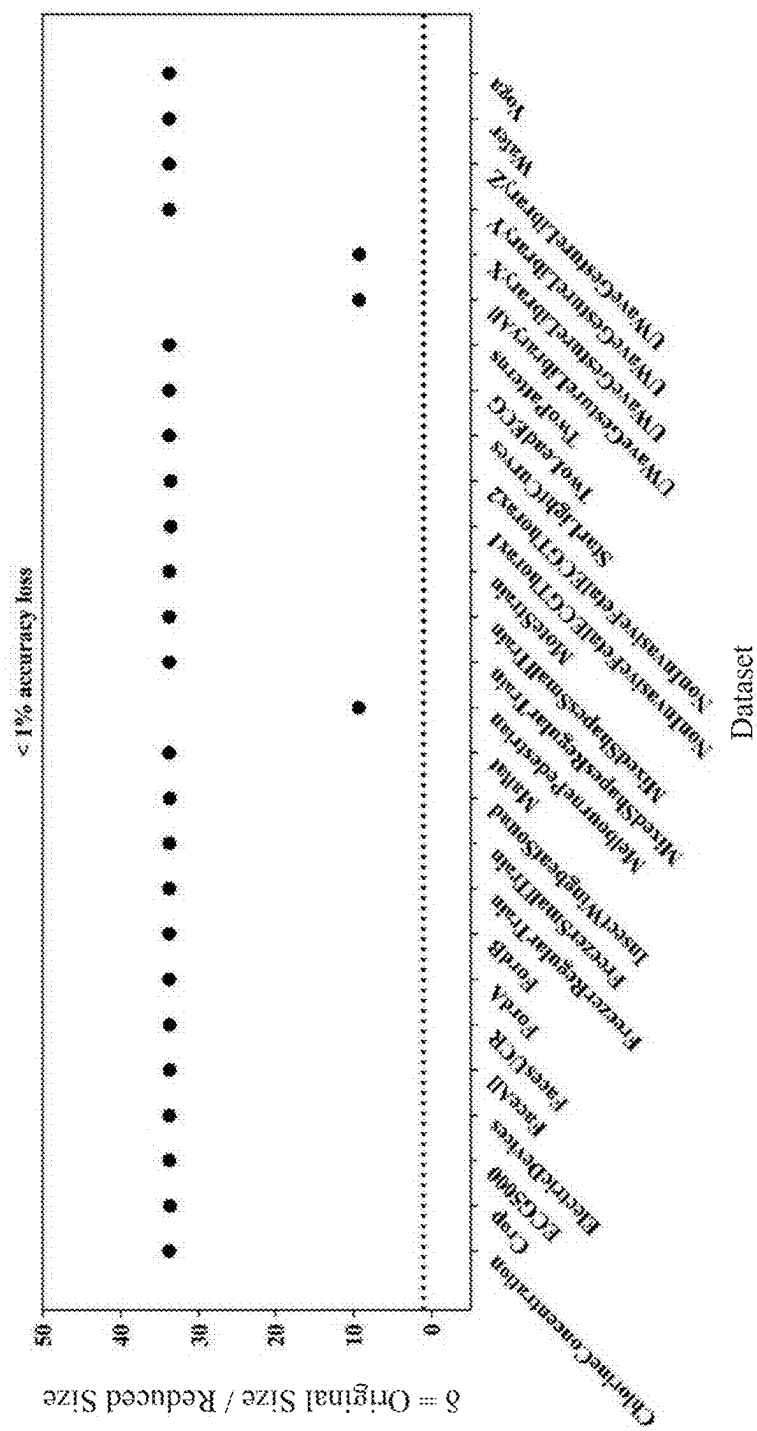 < 1% accuracy loss
δ = Original Size / Reduced Size
50
40
30
20
10
0
ChlorineConcentration
Crop
ECG5000
ElectricDevices
FaceAll
FacesUCR
FordA
FordB
FreezerRegularTrain
FreezerSmallTrain
InsectWingbeatSound
Mallat
MelbournePedestrian
MixedShapesRegularTrain
MixedShapesSmallTrain
MoteStrain
NonInvasiveFetalECGThorax1
NonInvasiveFetalECGThorax2
StarLightCurves
TwoLeadECG
TwoPatterns
UWaveGestureLibraryAll
UWaveGestureLibraryX
UWaveGestureLibraryY
UWaveGestureLibraryZ
Wafer
Yoga
Dataset